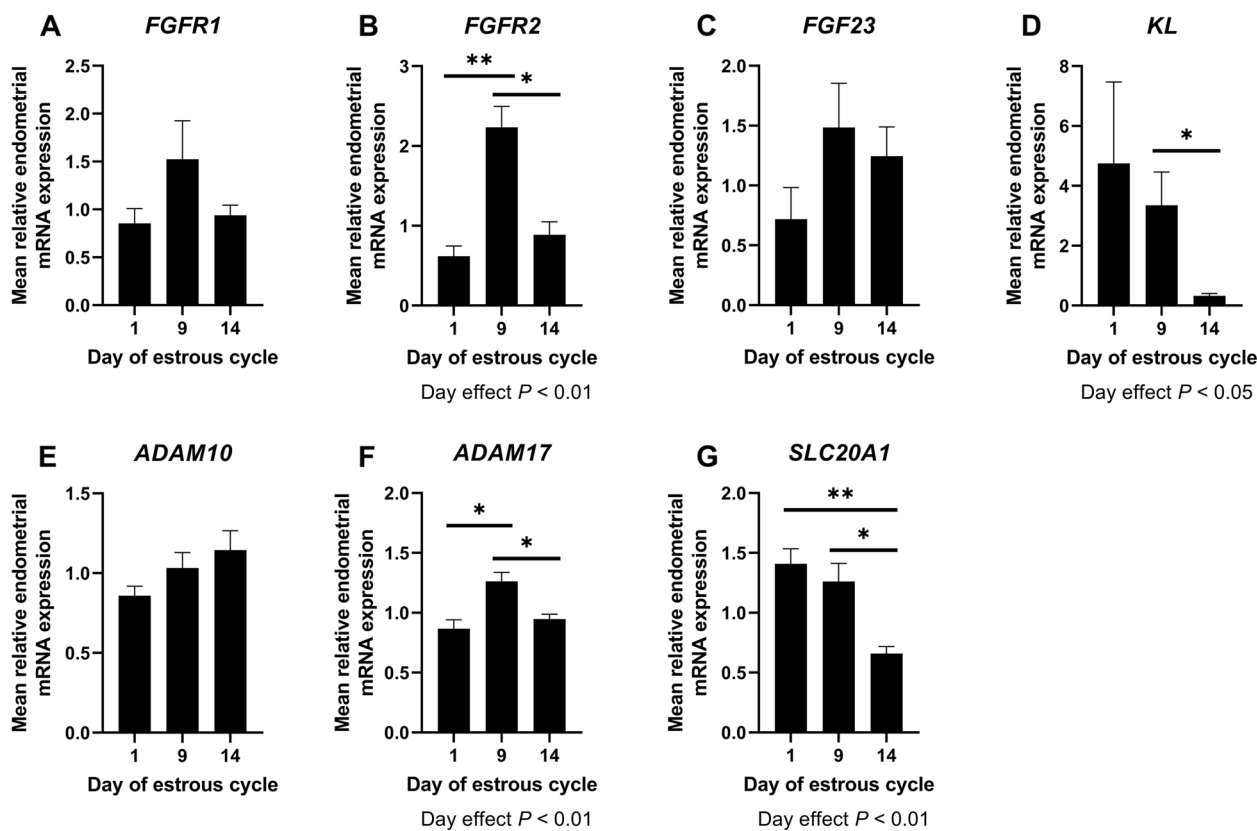 A FGFR1
Mean relative endometrial
mRNA expression
2.5
2.0
1.5
1.0
0.5
0.0
1 9 14
Day of estrous cycle
B FGFR2
Mean relative endometrial
mRNA expression
3
2
1
0
**
*
1 9 14
Day of estrous cycle
Day effect P < 0.01
C FGF23
Mean relative endometrial
mRNA expression
2.0
1.5
1.0
0.5
0.0
1 9 14
Day of estrous cycle
D KL
Mean relative endometrial
mRNA expression
8
6
4
2
0
*
1 9 14
Day of estrous cycle
Day effect P < 0.05
E ADAM10
Mean relative endometrial
mRNA expression
1.5
1.0
0.5
0.0
1 9 14
Day of estrous cycle
F ADAM17
Mean relative endometrial
mRNA expression
2.0
1.5
1.0
0.5
0.0
*
*
1 9 14
Day of estrous cycle
Day effect P < 0.01
G SLC20A1
Mean relative endometrial
mRNA expression
2.0
1.5
1.0
0.5
0.0
**
*
1 9 14
Day of estrous cycle
Day effect P < 0.01